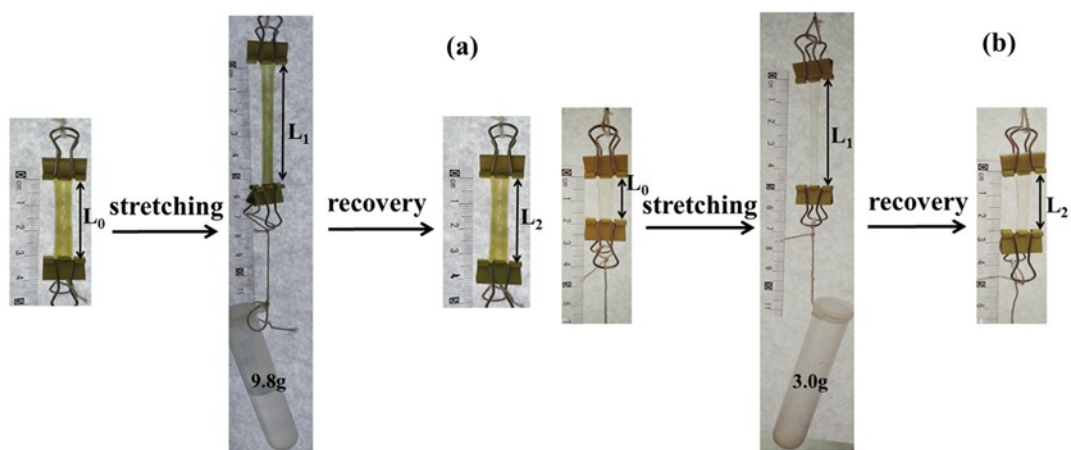 (a)
L₀
stretching
L₁
9.8g
recovery
L₂
(b)
L₀
stretching
L₁
3.0g
recovery
L₂